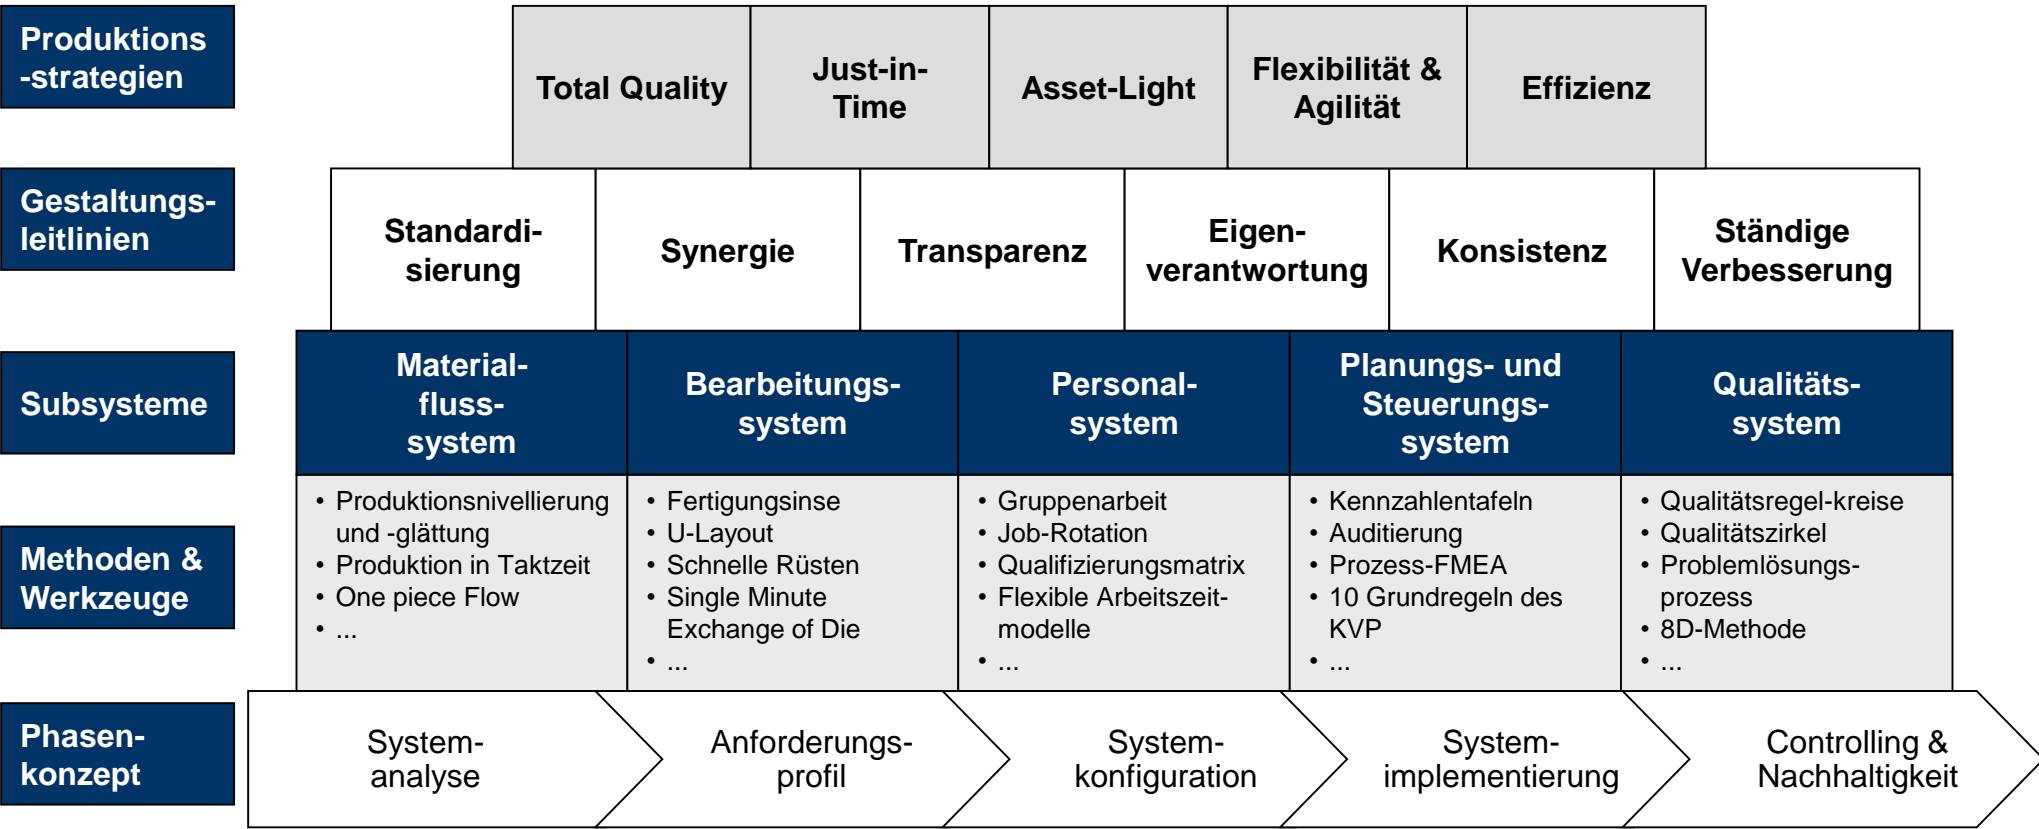 Produktions
-strategien
Total Quality
Just-in-
Time
Asset-Light
Flexibilität &
Agilität
Effizienz
Gestaltungs-
leitlinien
Standardi-
sierung
Synergie
Transparenz
Eigen-
verantwortung
Konsistenz
Ständige
Verbesserung
Subsysteme
Material-
fluss-
system
Bearbeitungs-
system
Personal-
system
Planungs- und
Steuerungs-
system
Qualitäts-
system
Methoden &
Werkzeuge
• Produktionsnivellierung
und -glättung
• Produktion in Taktzeit
• One piece Flow
• ...
• Fertigungsinse
• U-Layout
• Schnelle Rüsten
• Single Minute
Exchange of Die
• ...
• Gruppenarbeit
• Job-Rotation
• Qualifizierungsmatrix
• Flexible Arbeitszeit-
modelle
• ...
• Kennzahlentafeln
• Auditierung
• Prozess-FMEA
• 10 Grundregeln des
KVP
• ...
• Qualitätsregel-kreise
• Qualitätszirkel
• Problemlösungs-
prozess
• 8D-Methode
• ...
Phasen-
konzept
System-
analyse
Anforderungs-
profil
System-
konfiguration
System-
implementierung
Controlling &
Nachhaltigkeit